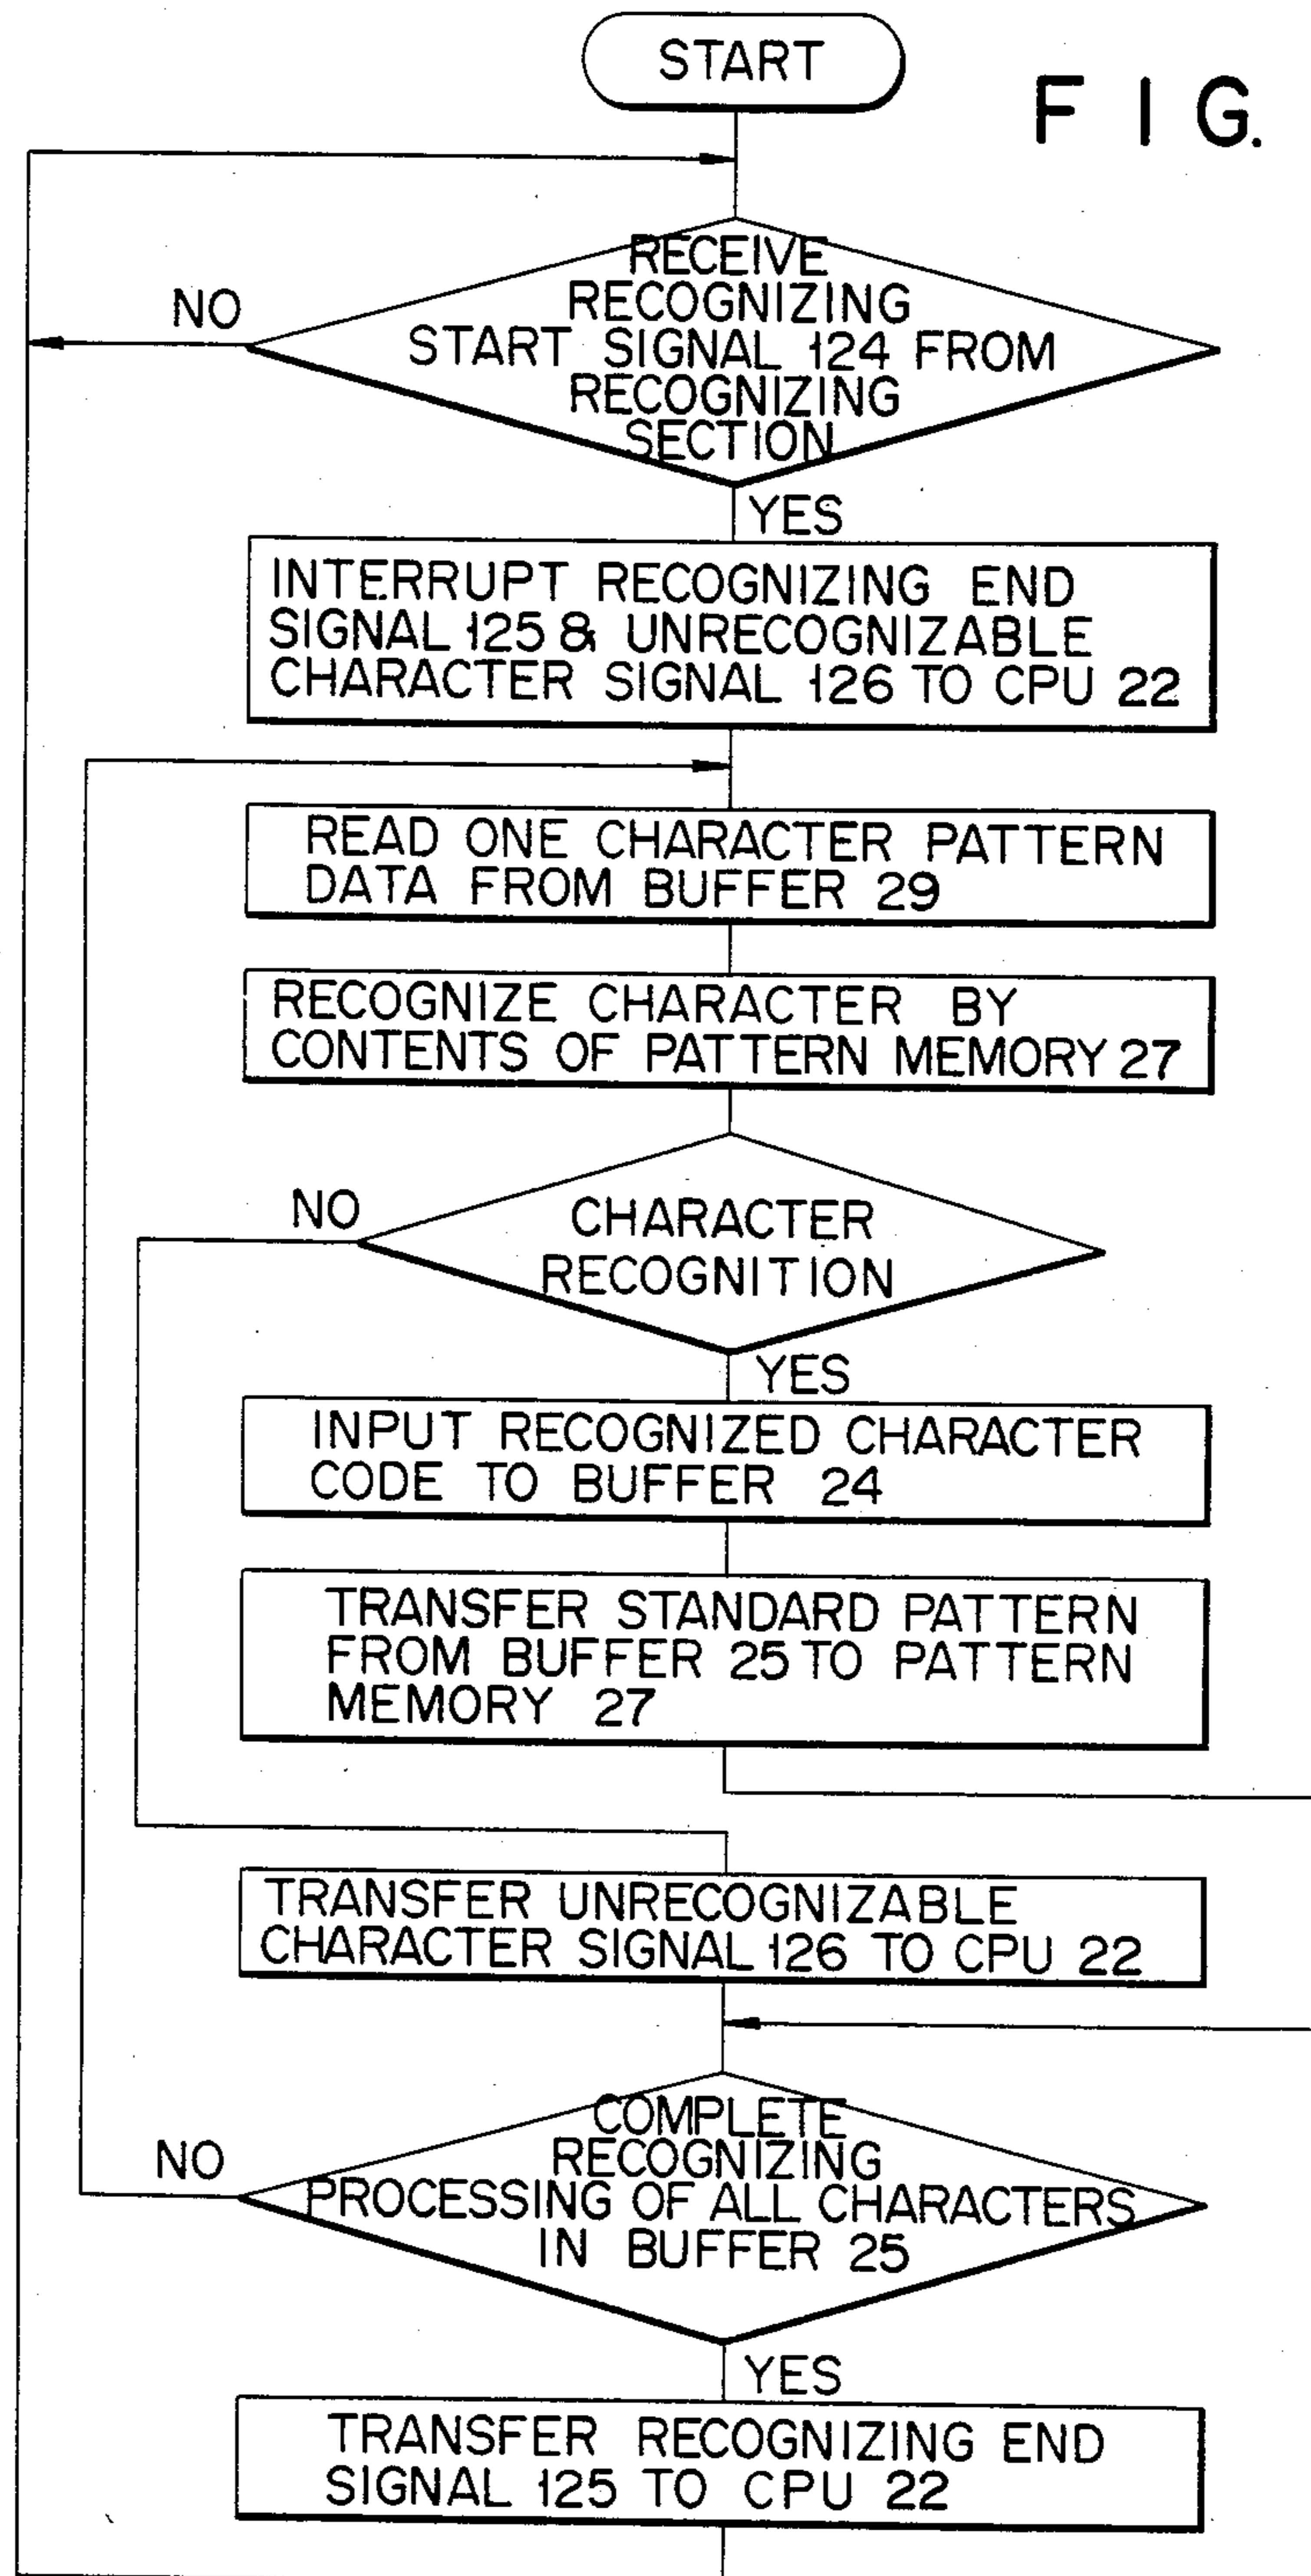 START
FIG.
RECEIVE
RECOGNIZING
START SIGNAL 124 FROM
RECOGNIZING
SECTION
NO
YES
INTERRUPT RECOGNIZING END
SIGNAL 125 & UNRECOGNIZABLE
CHARACTER SIGNAL 126 TO CPU 22
READ ONE CHARACTER PATTERN
DATA FROM BUFFER 29
RECOGNIZE CHARACTER BY
CONTENTS OF PATTERN MEMORY 27
NO
CHARACTER
RECOGNITION
YES
INPUT RECOGNIZED CHARACTER
CODE TO BUFFER 24
TRANSFER STANDARD PATTERN
FROM BUFFER 25 TO PATTERN
MEMORY 27
TRANSFER UNRECOGNIZABLE
CHARACTER SIGNAL 126 TO CPU 22
COMPLETE
RECOGNIZING
PROCESSING OF ALL CHARACTERS
IN BUFFER 25
NO
YES
TRANSFER RECOGNIZING END
SIGNAL 125 TO CPU 22